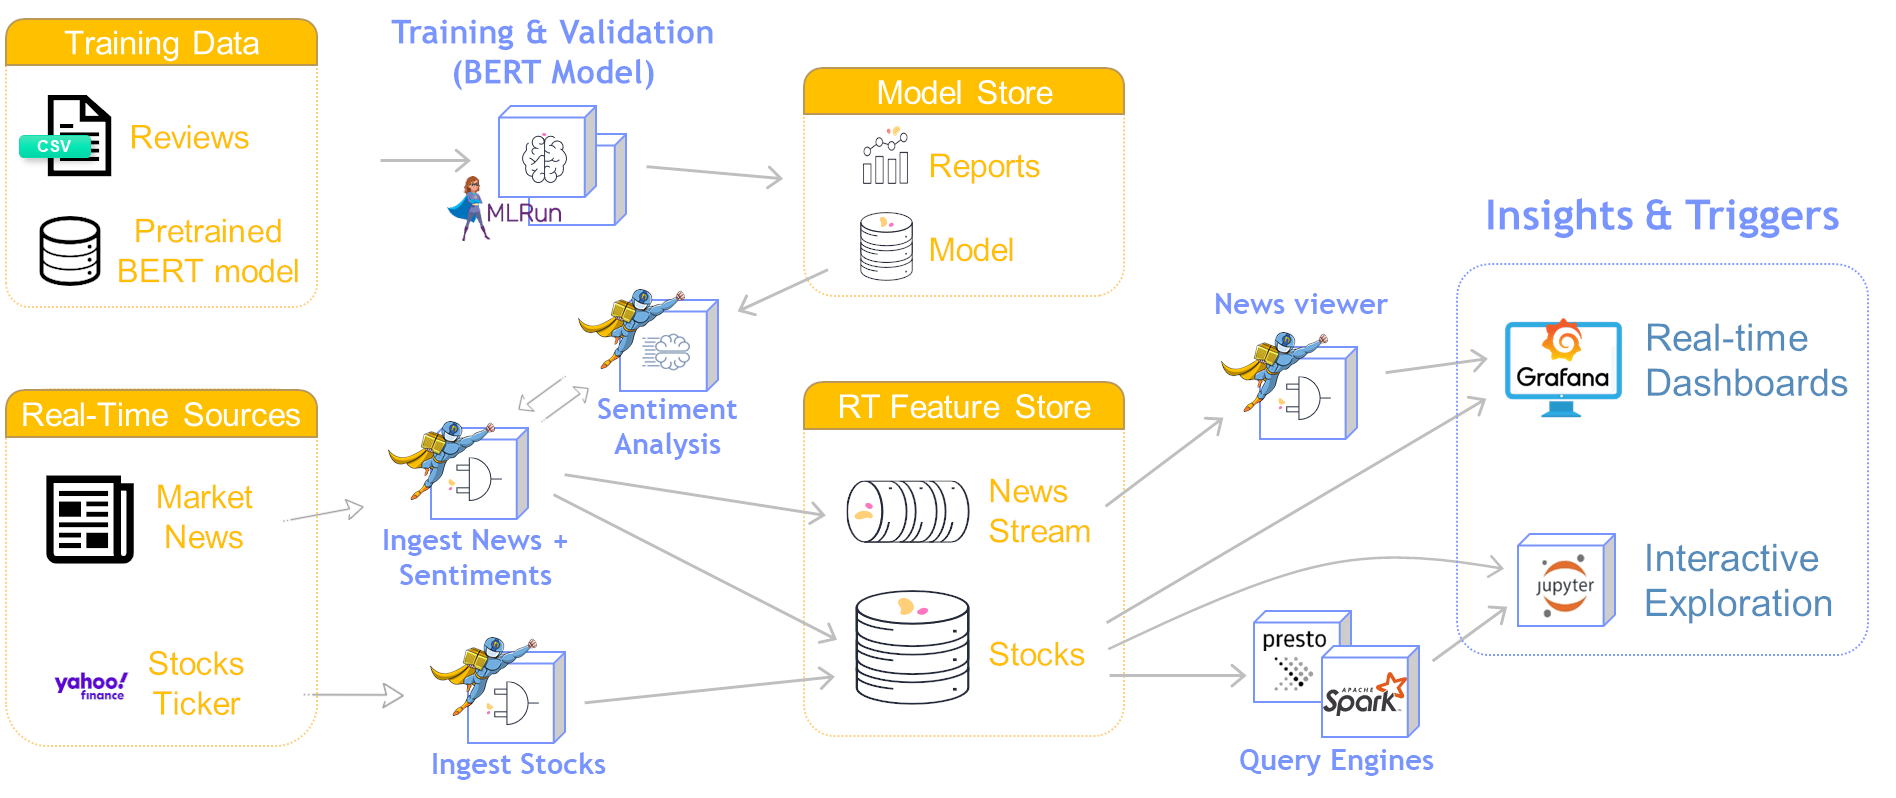 Training Data
CSV
Reviews
Pretrained
BERT model
Training & Validation
(BERT Model)
MLRun
Model Store
Reports
Model
Sentiment
Analysis
Real-Time Sources
Market
News
yahoo!
finance
Stocks
Ticker
Ingest News +
Sentiments
Ingest Stocks
RT Feature Store
News
Stream
Stocks
News viewer
presto
APACHE
Spark
Query Engines
Insights & Triggers
Grafana
Real-time
Dashboards
jupyter
Interactive
Exploration